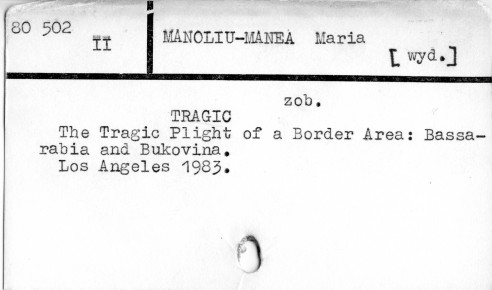 80 502
II
MANOLIU-MANEA Maria
[ wyd.]
zob.
TRAGIC
The Tragic Plight of a Border Area: Bassa-
rabia and Bukovina.
Los Angeles 1983.